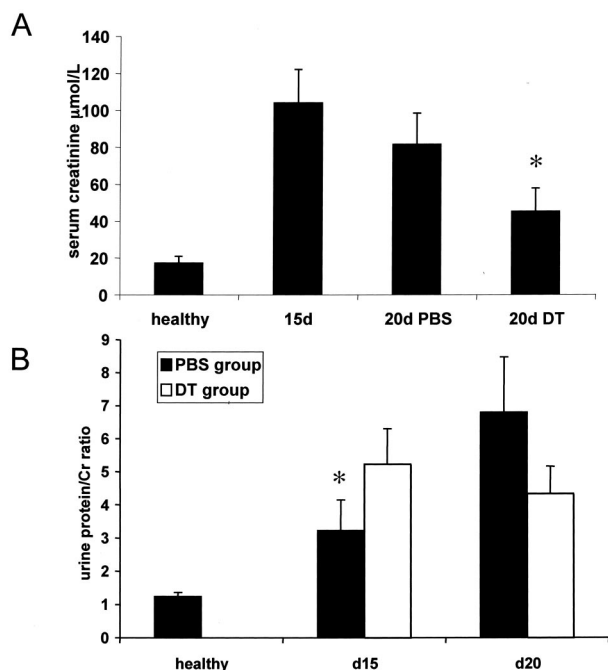 A
serum creatinine µmol/L
140
120
100
80
60
40
20
0
*
healthy 15d 20d PBS 20d DT
B
urine protein/Cr ratio
9
8
7
6
5
4
3
2
1
0
PBS group
DT group
*
healthy d15 d20